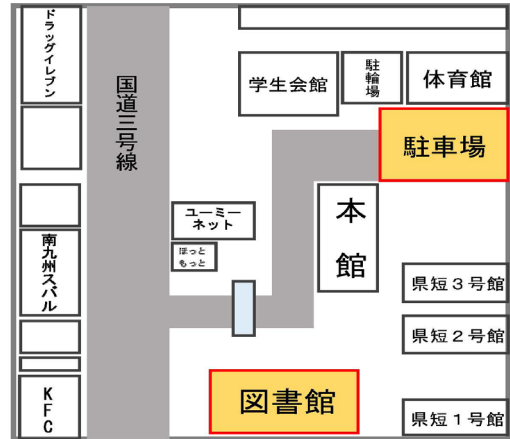 ドラッグイレブン
国道三号線
学生会館
駐輪場
体育館
駐車場
ユーミー
ネット
ほっと
もっと
本館
南九州スバル
県短３号館
県短２号館
図書館
KFC
県短１号館